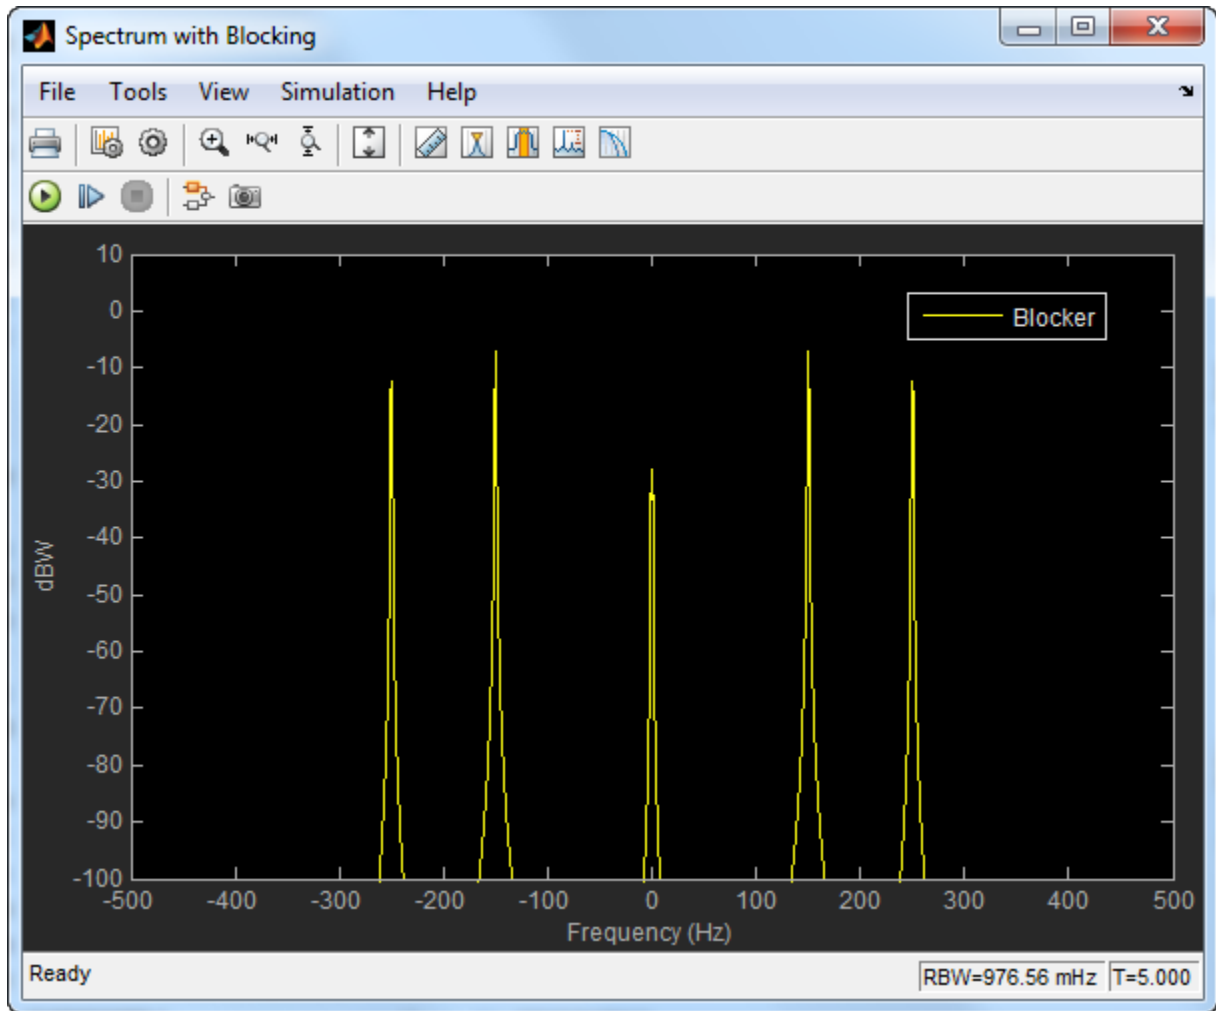 Spectrum with Blocking
File Tools View Simulation Help
10
0
-10
-20
-30
-40
-50
-60
-70
-80
-90
-100
dBW
Blocker
-500 -400 -300 -200 -100 0 100 200 300 400 500
Frequency (Hz)
Ready RBW=976.56 mHz T=5.000